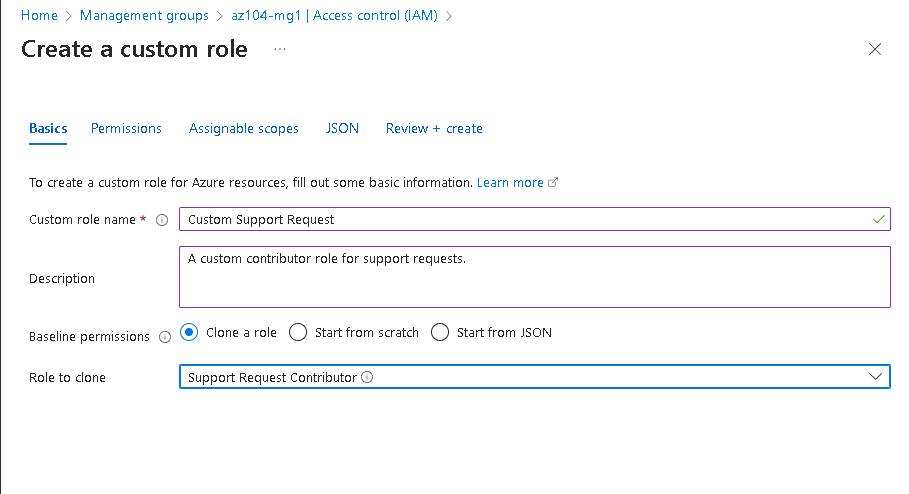 Home > Management groups > az104-mg1 | Access control (IAM) >
Create a custom role ...
Basics Permissions Assignable scopes JSON Review + create
To create a custom role for Azure resources, fill out some basic information. Learn more
Custom role name * Custom Support Request
Description A custom contributor role for support requests.
Baseline permissions Clone a role Start from scratch Start from JSON
Role to clone Support Request Contributor